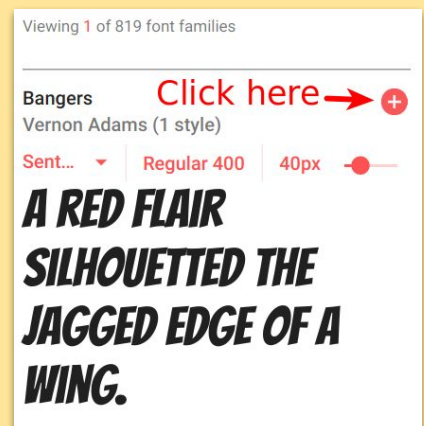 Viewing 1 of 819 font families
Bangers
Click here
Vernon Adams (1 style)
Sent... Regular 400 40px
A RED FLAIR
SILHOUETTED THE
JAGGED EDGE OF A
WING.